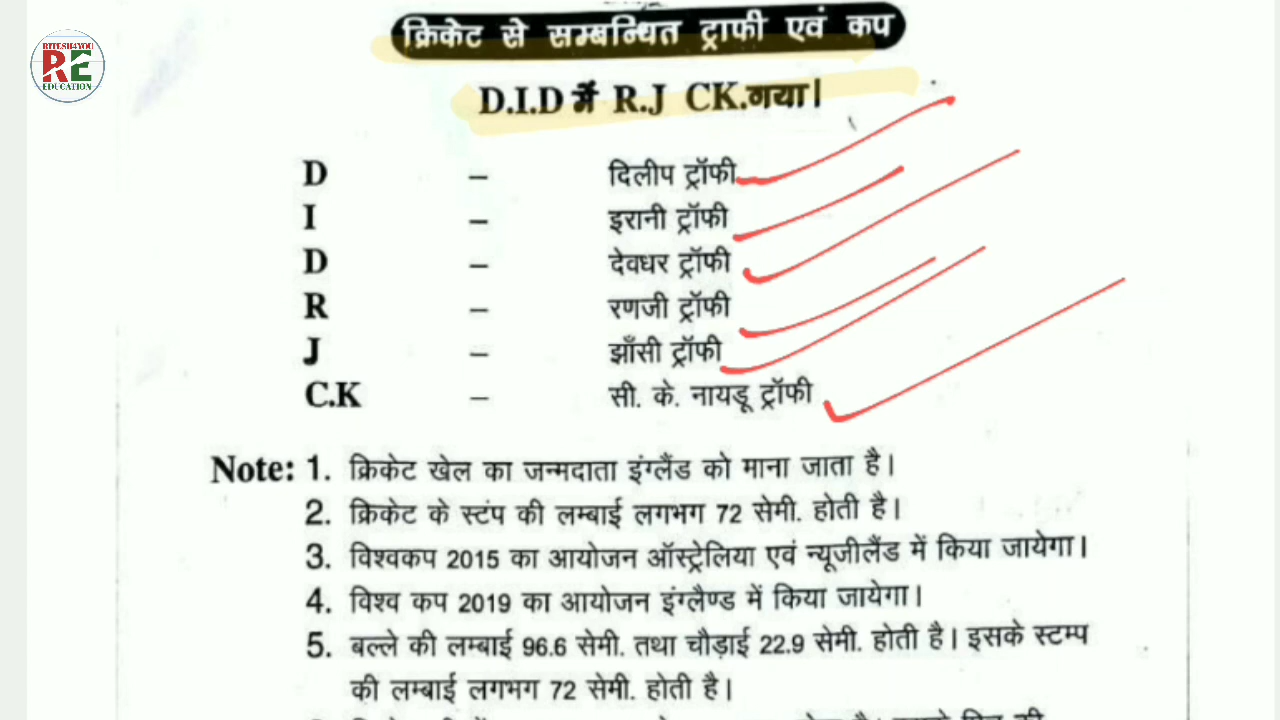 RITESH4YOU
RE
EDUCATION
क्रिकेट से सम्बन्धित ट्राफी एवं कप
D.I.D में R.J CK.गया।
D – दिलीप ट्रॉफी
I – इरानी ट्रॉफी
D – देवधर ट्रॉफी
R – रणजी ट्रॉफी
J – झाँसी ट्रॉफी
C.K – सी. के. नायडू ट्रॉफी
Note: 1. क्रिकेट खेल का जन्मदाता इंग्लैंड को माना जाता है।
2. क्रिकेट के स्टंप की लम्बाई लगभग 72 सेमी. होती है।
3. विश्वकप 2015 का आयोजन ऑस्ट्रेलिया एवं न्यूजीलैंड में किया जायेगा।
4. विश्व कप 2019 का आयोजन इंग्लैण्ड में किया जायेगा।
5. बल्ले की लम्बाई 96.6 सेमी. तथा चौड़ाई 22.9 सेमी. होती है। इसके स्टम्प
की लम्बाई लगभग 72 सेमी. होती है।